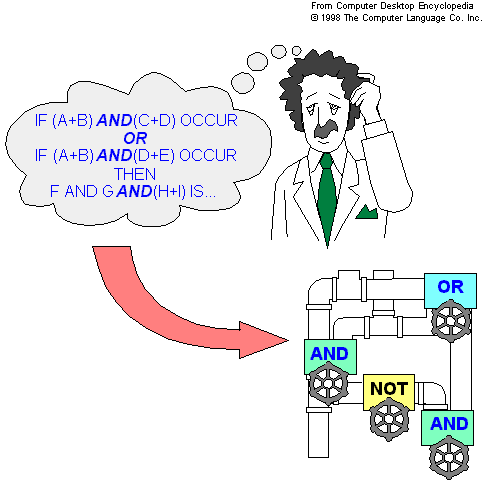 From Computer Desktop Encyclopedia
© 1998 The Computer Language Co. Inc.
IF (A+B) AND(C+D) OCCUR
OR
IF (A+B) AND(D+E) OCCUR
THEN
F AND G AND(H+I) IS...
OR
AND
NOT
AND